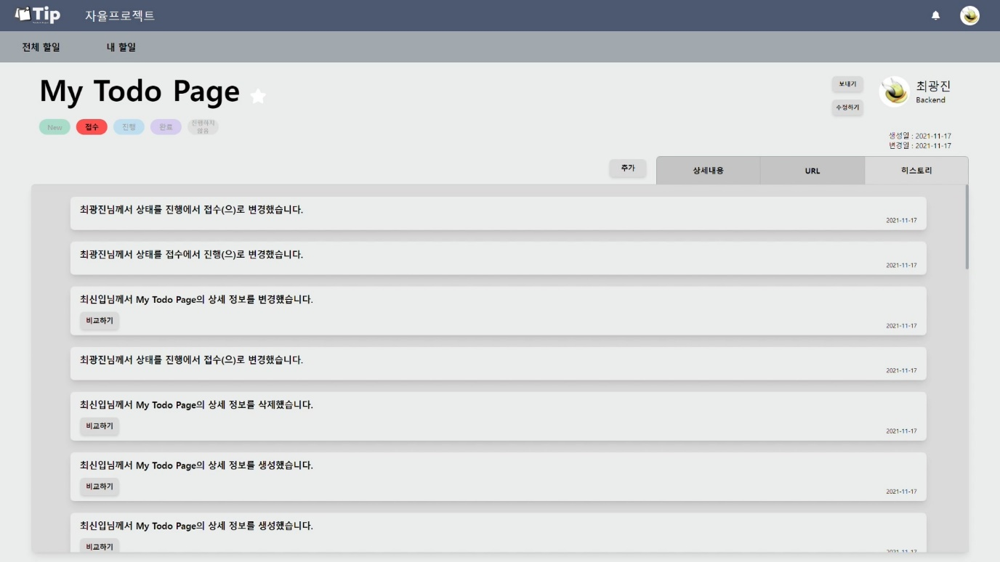 Tip
자율프로젝트
전체 할일
내 할일
My Todo Page
보내기
수정하기
최광진
Backend
New
접수
진행
완료
진행하지
않음
생성일 : 2021-11-17
변경일 : 2021-11-17
추가
상세내용
URL
히스토리
최광진님께서 상태를 진행에서 접수(으)로 변경했습니다.
2021-11-17
최광진님께서 상태를 접수에서 진행(으)로 변경했습니다.
2021-11-17
최신입님께서 My Todo Page의 상세 정보를 변경했습니다.
비교하기
2021-11-17
최광진님께서 상태를 진행에서 접수(으)로 변경했습니다.
2021-11-17
최신입님께서 My Todo Page의 상세 정보를 삭제했습니다.
비교하기
2021-11-17
최신입님께서 My Todo Page의 상세 정보를 생성했습니다.
비교하기
2021-11-17
최신입님께서 My Todo Page의 상세 정보를 생성했습니다.
비교하기